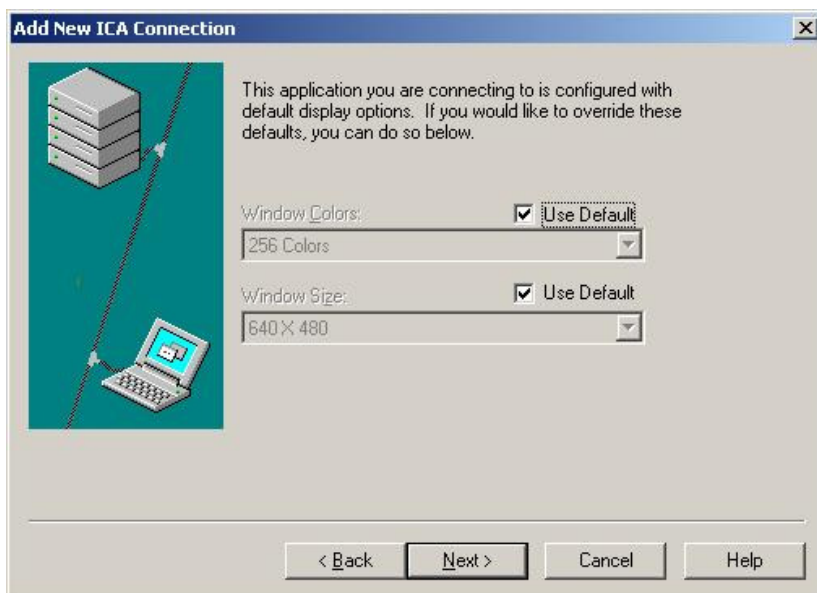 Add New ICA Connection
This application you are connecting to is configured with
default display options. If you would like to override these
defaults, you can do so below.
Window Colors:
Use Default
256 Colors
Window Size:
Use Default
640 X 480
< Back
Next >
Cancel
Help